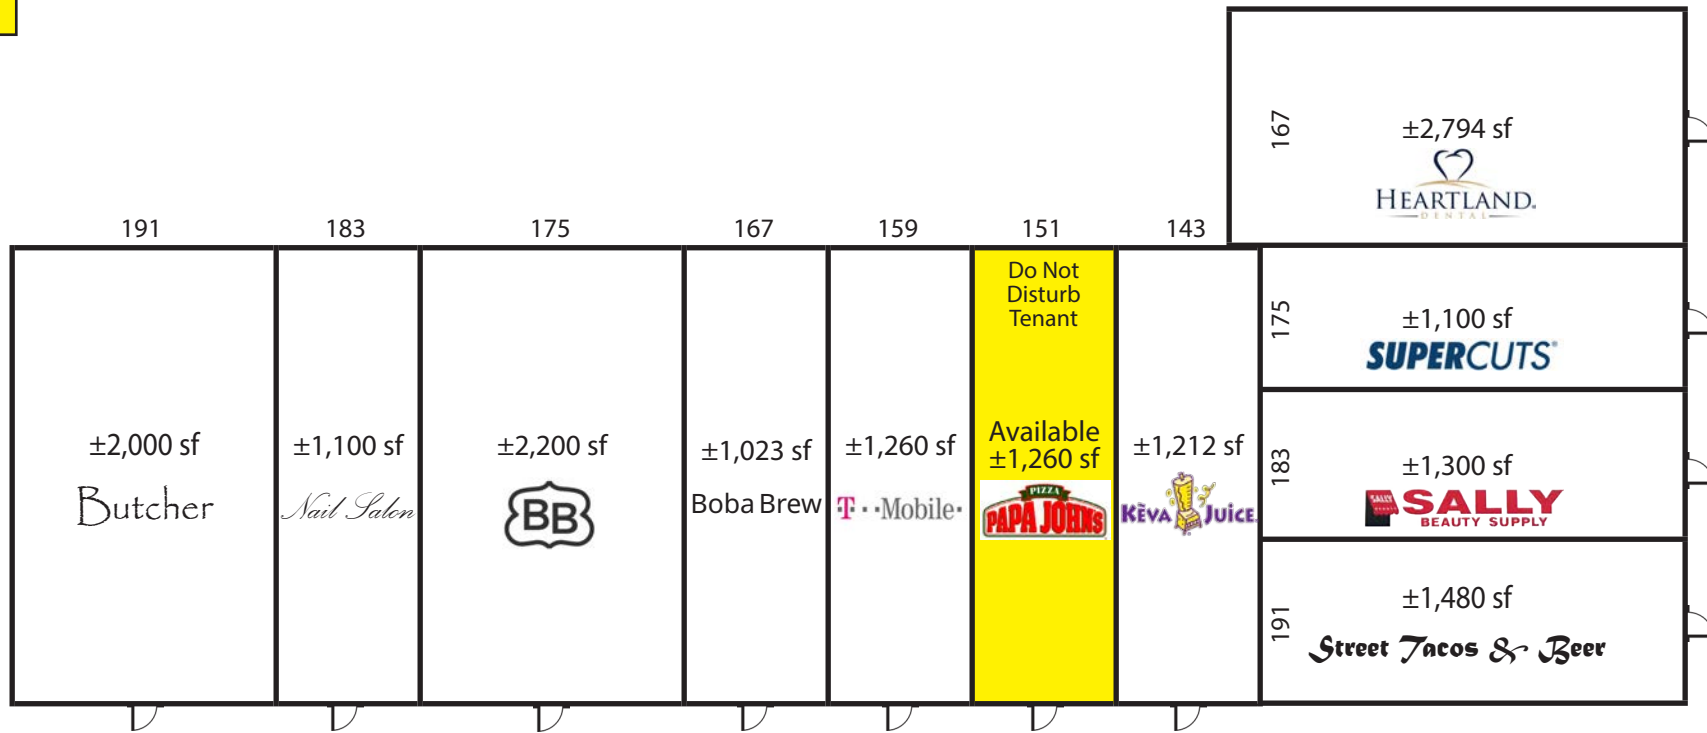 167
±2,794 sf
HEARTLAND.
DENTAL
191
183
175
167
159
151
143
Do Not
Disturb
Tenant
175
±1,100 sf
SUPERCUTS®
±2,000 sf
Butcher
±1,100 sf
Nail Salon
±2,200 sf
BB
±1,023 sf
Boba Brew
±1,260 sf
T··Mobile·
Available
±1,260 sf
PIZZA
PAPA JOHNS
±1,212 sf
KĒVA JUICE
183
±1,300 sf
SALLY
SALLY
BEAUTY SUPPLY
191
±1,480 sf
Street Tacos & Beer